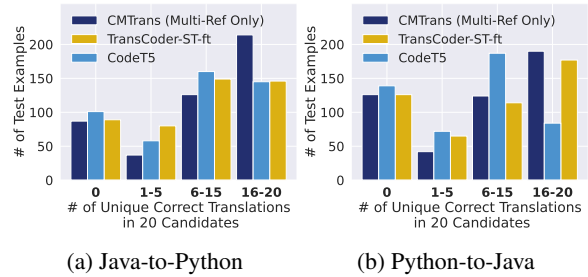 CMTrans (Multi-Ref Only)
TransCoder-ST-ft
CodeT5
# of Test Examples
200
150
100
50
0
0 1-5 6-15 16-20
# of Unique Correct Translations
in 20 Candidates
(a) Java-to-Python
CMTrans (Multi-Ref Only)
TransCoder-ST-ft
CodeT5
# of Test Examples
200
150
100
50
0
0 1-5 6-15 16-20
# of Unique Correct Translations
in 20 Candidates
(b) Python-to-Java